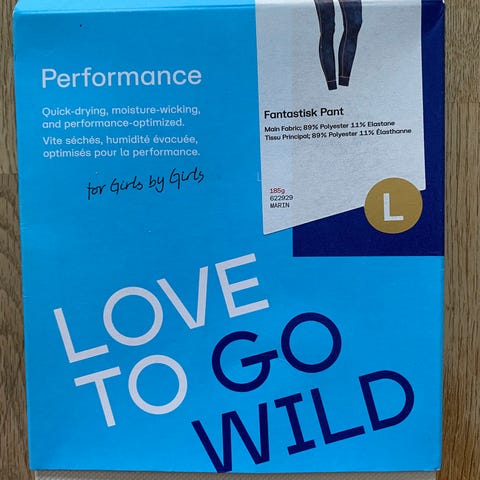 Performance
Quick-drying, moisture-wicking,
and performance-optimized.
Vite séchés, humidité évacuée,
optimisés pour la performance.
for Girls by Girls
Fantastisk Pant
Main Fabric; 89% Polyester 11% Elastane
Tissu Principal; 89% Polyester 11% Élasthanne
185g
622929
MARIN
L
LOVE
TO GO
WILD